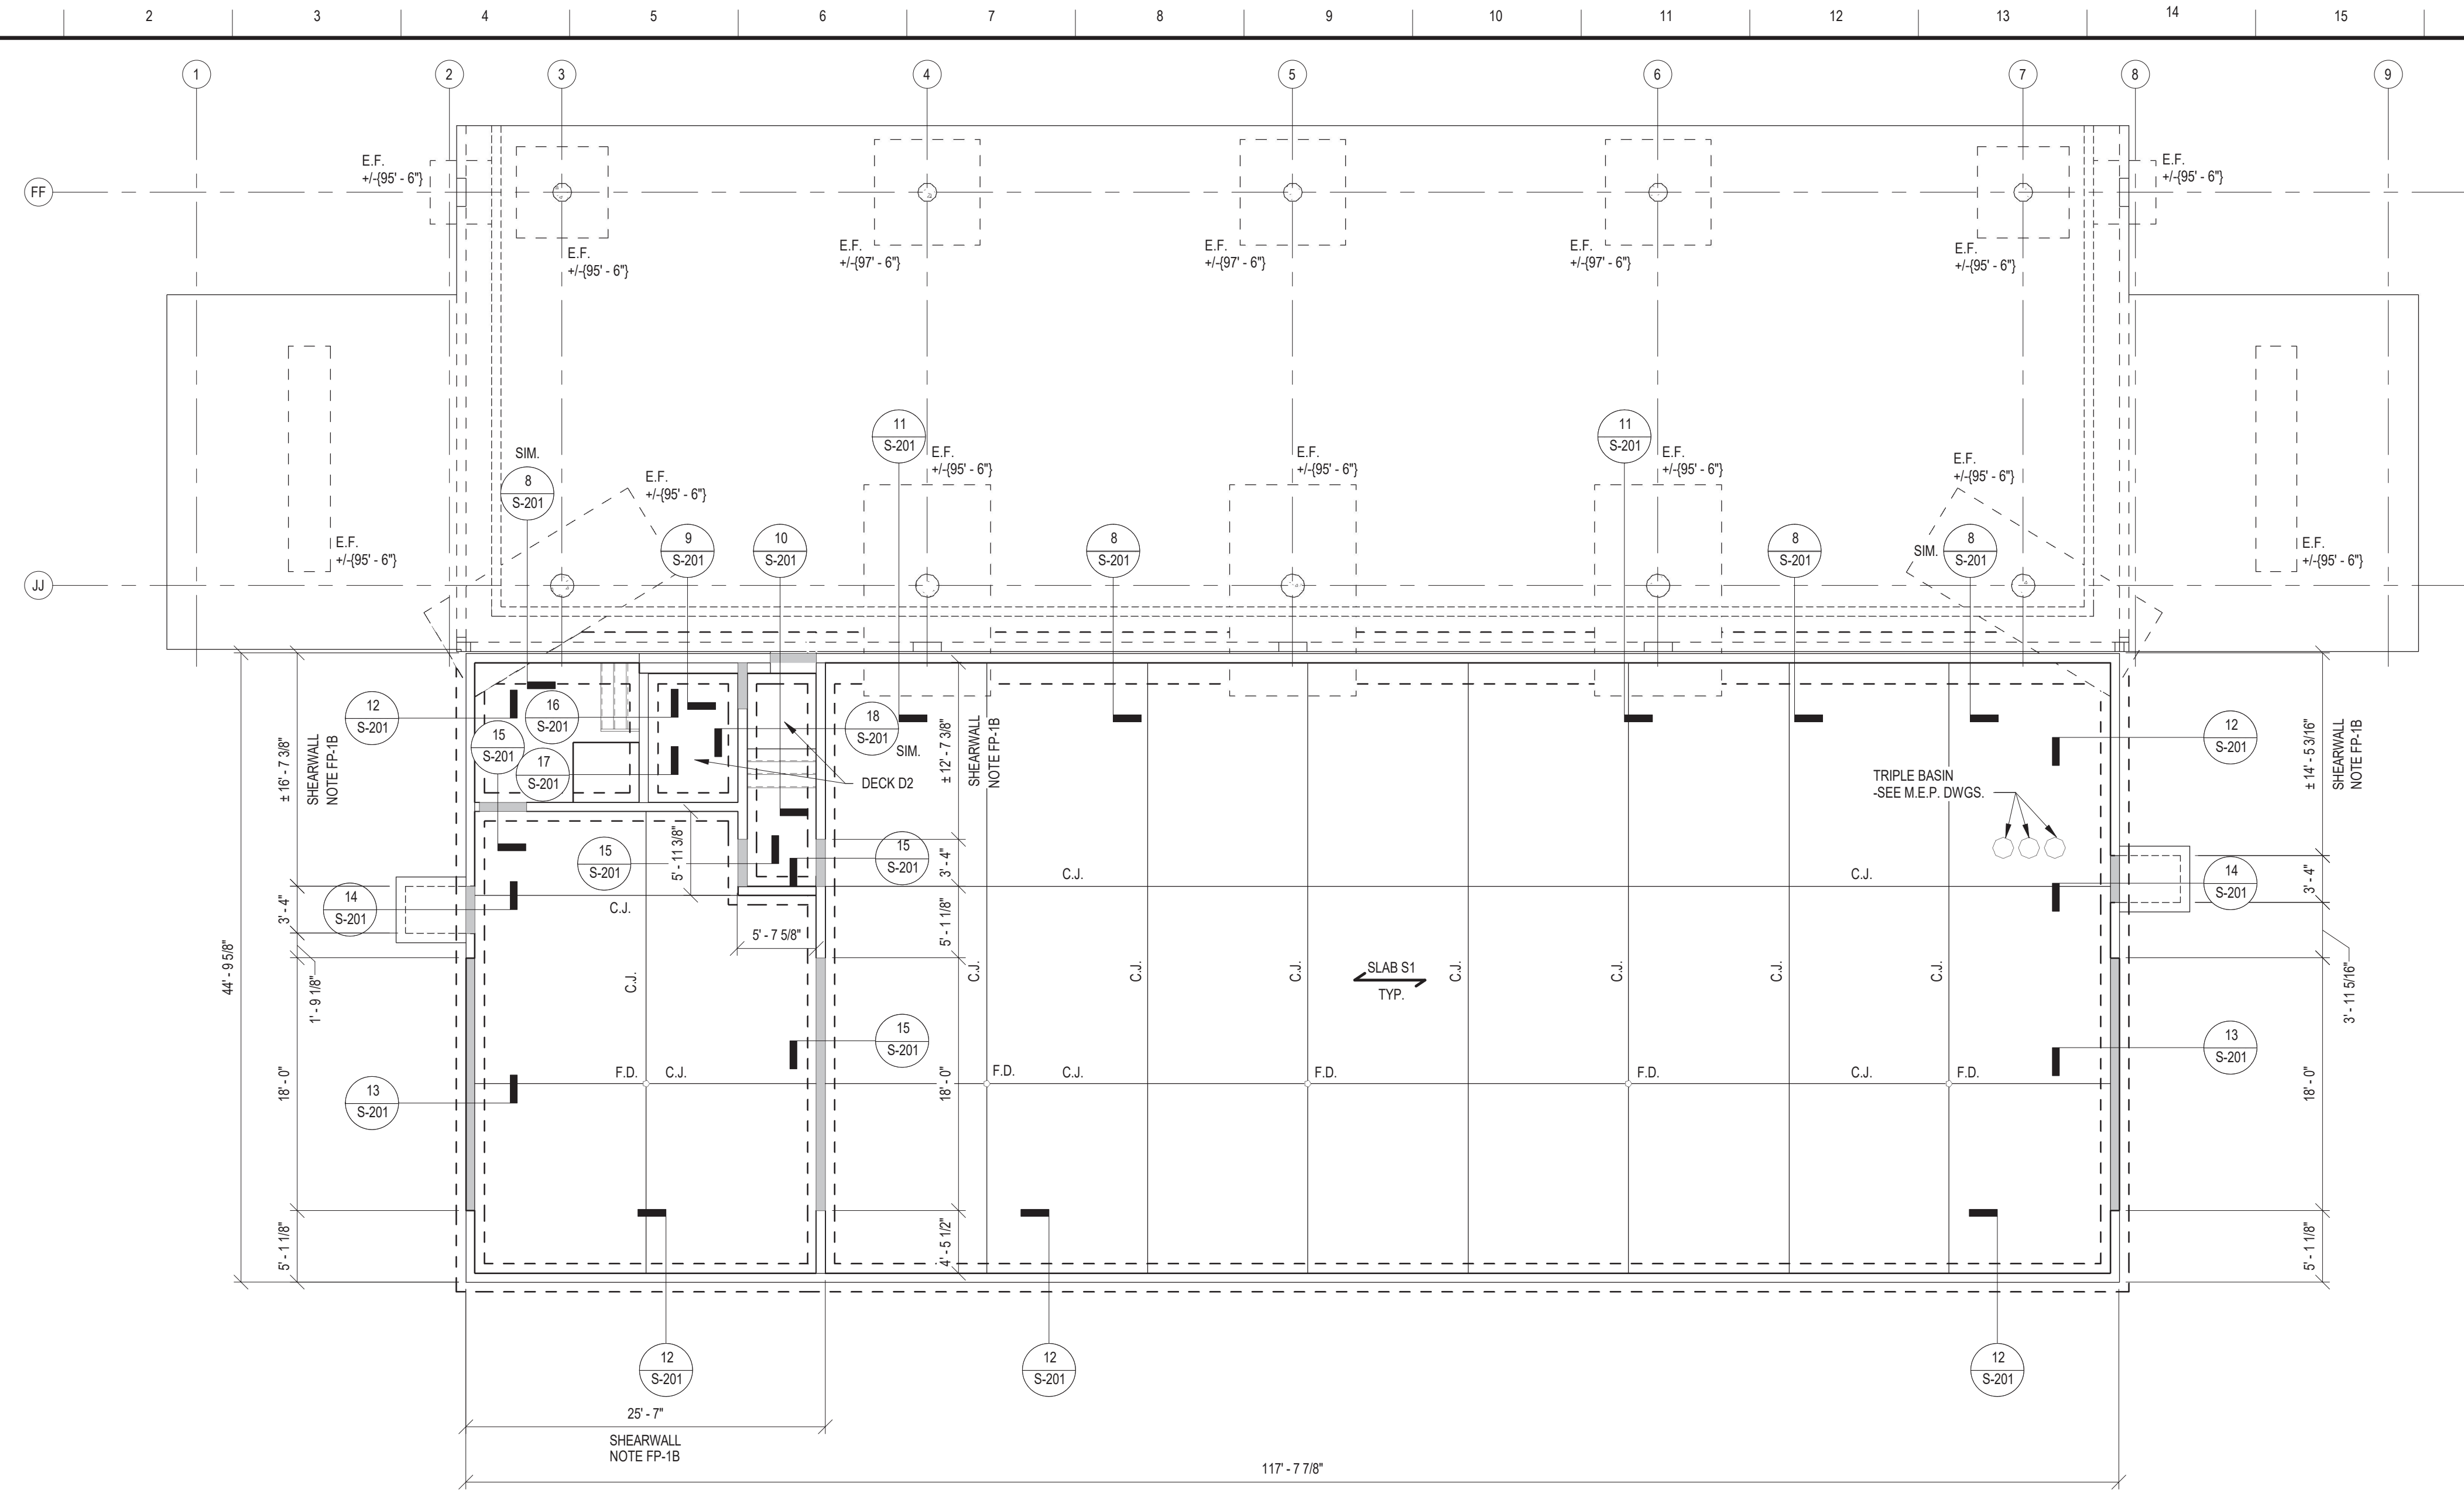 2 3 4 5 6 7 8 9 10 11 12 13 14 15
1 2 3 4 5 6 7 8 9
FF
E.F.
+/-{95' - 6"}
E.F.
+/-{95' - 6"}
E.F.
+/-{97' - 6"}
E.F.
+/-{97' - 6"}
E.F.
+/-{97' - 6"}
E.F.
+/-{95' - 6"}
E.F.
+/-{95' - 6"}
SIM.
8
S-201
E.F.
+/-{95' - 6"}
11
S-201
E.F.
+/-{95' - 6"}
E.F.
+/-{95' - 6"}
11
S-201
E.F.
+/-{95' - 6"}
E.F.
+/-{95' - 6"}
E.F.
+/-{95' - 6"}
9
S-201
10
S-201
8
S-201
8
S-201
SIM.
8
S-201
E.F.
+/-{95' - 6"}
JJ
12
S-201
16
S-201
15
S-201
17
S-201
18
S-201
SIM.
DECK D2
± 16' - 7 3/8"
SHEARWALL
NOTE FP-1B
± 12' - 7 3/8"
SHEARWALL
NOTE FP-1B
TRIPLE BASIN
-SEE M.E.P. DWGS.
12
S-201
± 14' - 5 3/16"
SHEARWALL
NOTE FP-1B
15
S-201
5' - 11 3/8"
15
S-201
3' - 4"
C.J.
C.J.
14
S-201
3' - 4"
14
S-201
3' - 4"
C.J.
5' - 7 5/8"
5' - 1 1/8"
44' - 9 5/8"
1' - 9 1/8"
C.J.
C.J.
C.J.
C.J.
SLAB S1
TYP.
C.J.
C.J.
C.J.
C.J.
3' - 11 5/16"
15
S-201
13
S-201
18' - 0"
13
S-201
F.D.
C.J.
18' - 0"
F.D.
C.J.
F.D.
F.D.
C.J.
F.D.
18' - 0"
5' - 1 1/8"
4' - 5 1/2"
5' - 1 1/8"
12
S-201
12
S-201
12
S-201
25' - 7"
SHEARWALL
NOTE FP-1B
117' - 7 7/8"